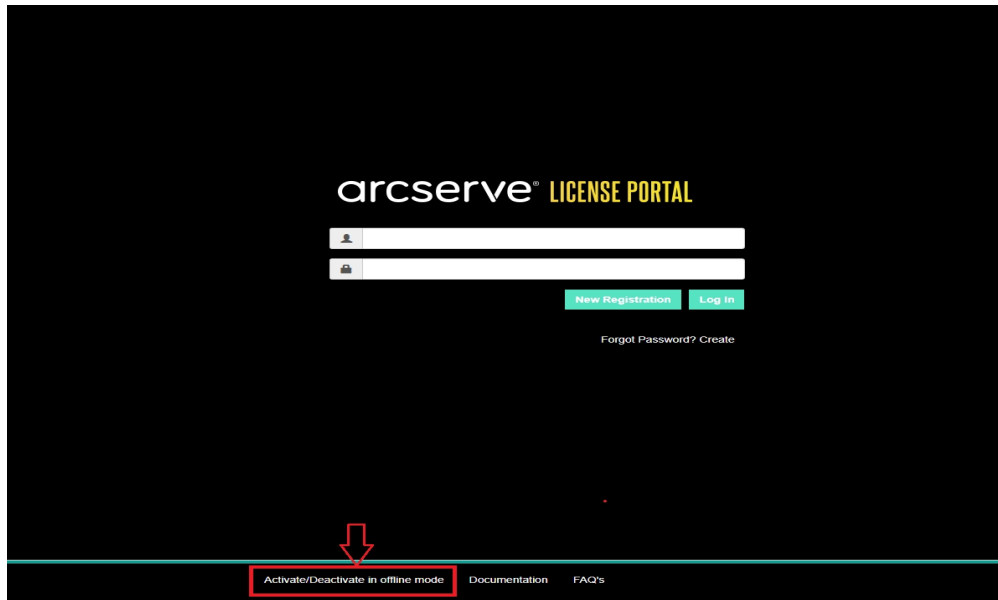 arcserve® LICENSE PORTAL
New Registration Log In
Forgot Password? Create
Activate/Deactivate in offline mode Documentation FAQ's